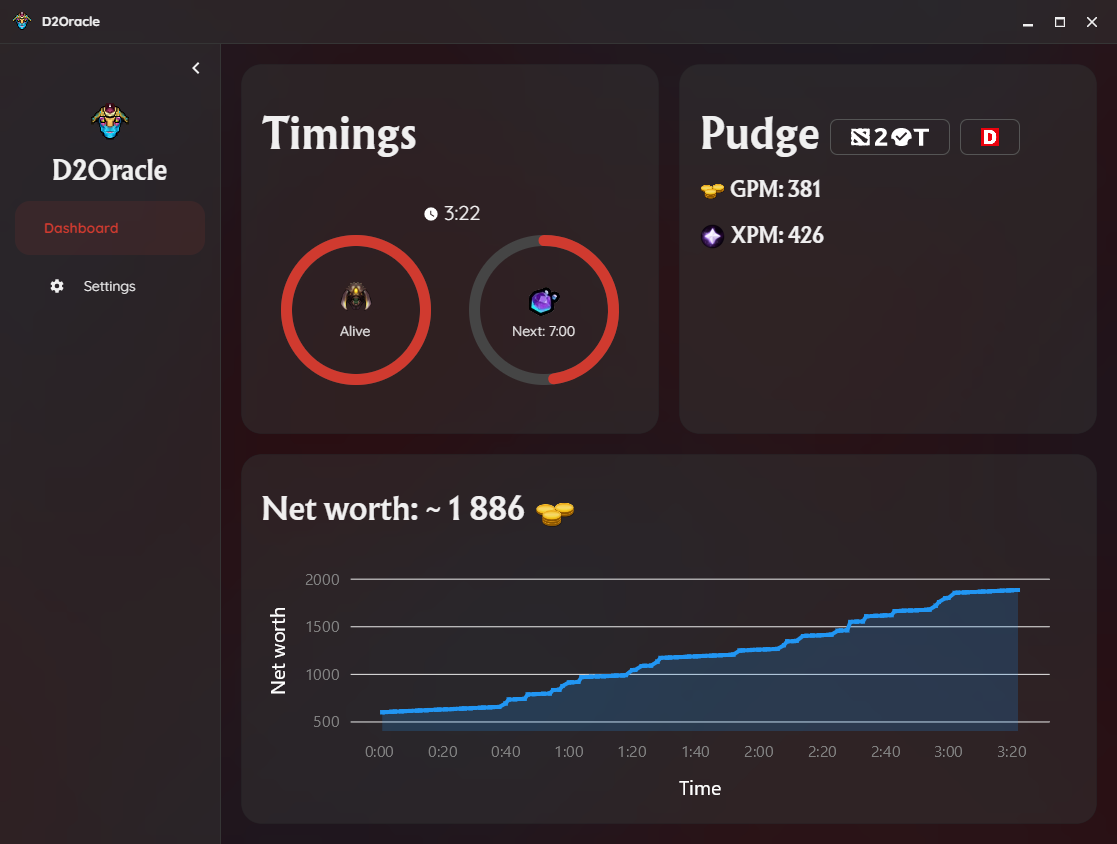 D2Oracle
D2Oracle
Dashboard
Settings
Timings
3:22
Alive
Next: 7:00
Pudge
2 T
D
GPM: 381
XPM: 426
Net worth: ~ 1 886
Net worth
2000
1500
1000
500
0:00 0:20 0:40 1:00 1:20 1:40 2:00 2:20 2:40 3:00 3:20
Time